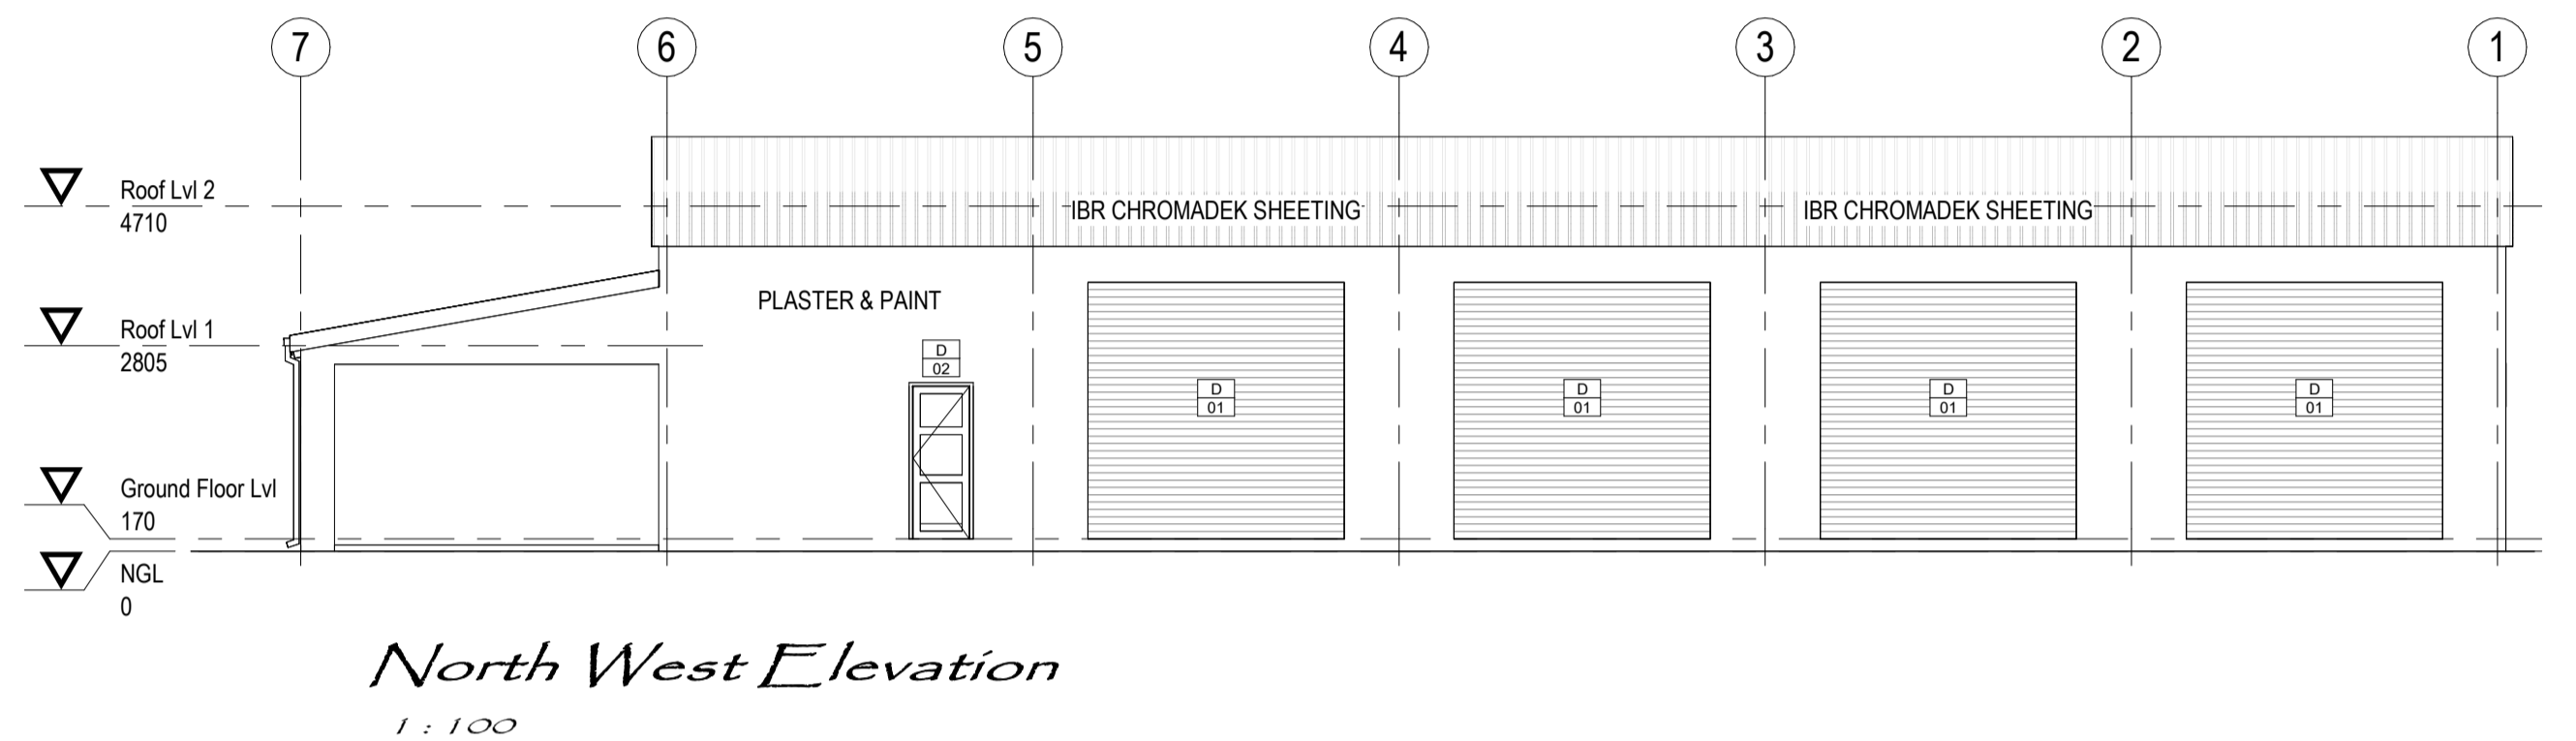 7 6 5 4 3 2 1
Roof Lvl 2
4710
IBR CHROMADEK SHEETING IBR CHROMADEK SHEETING
PLASTER & PAINT
Roof Lvl 1
2805
D
02
D D D D
01 01 01 01
Ground Floor Lvl
170
NGL
0
North West Elevation
1 : 100